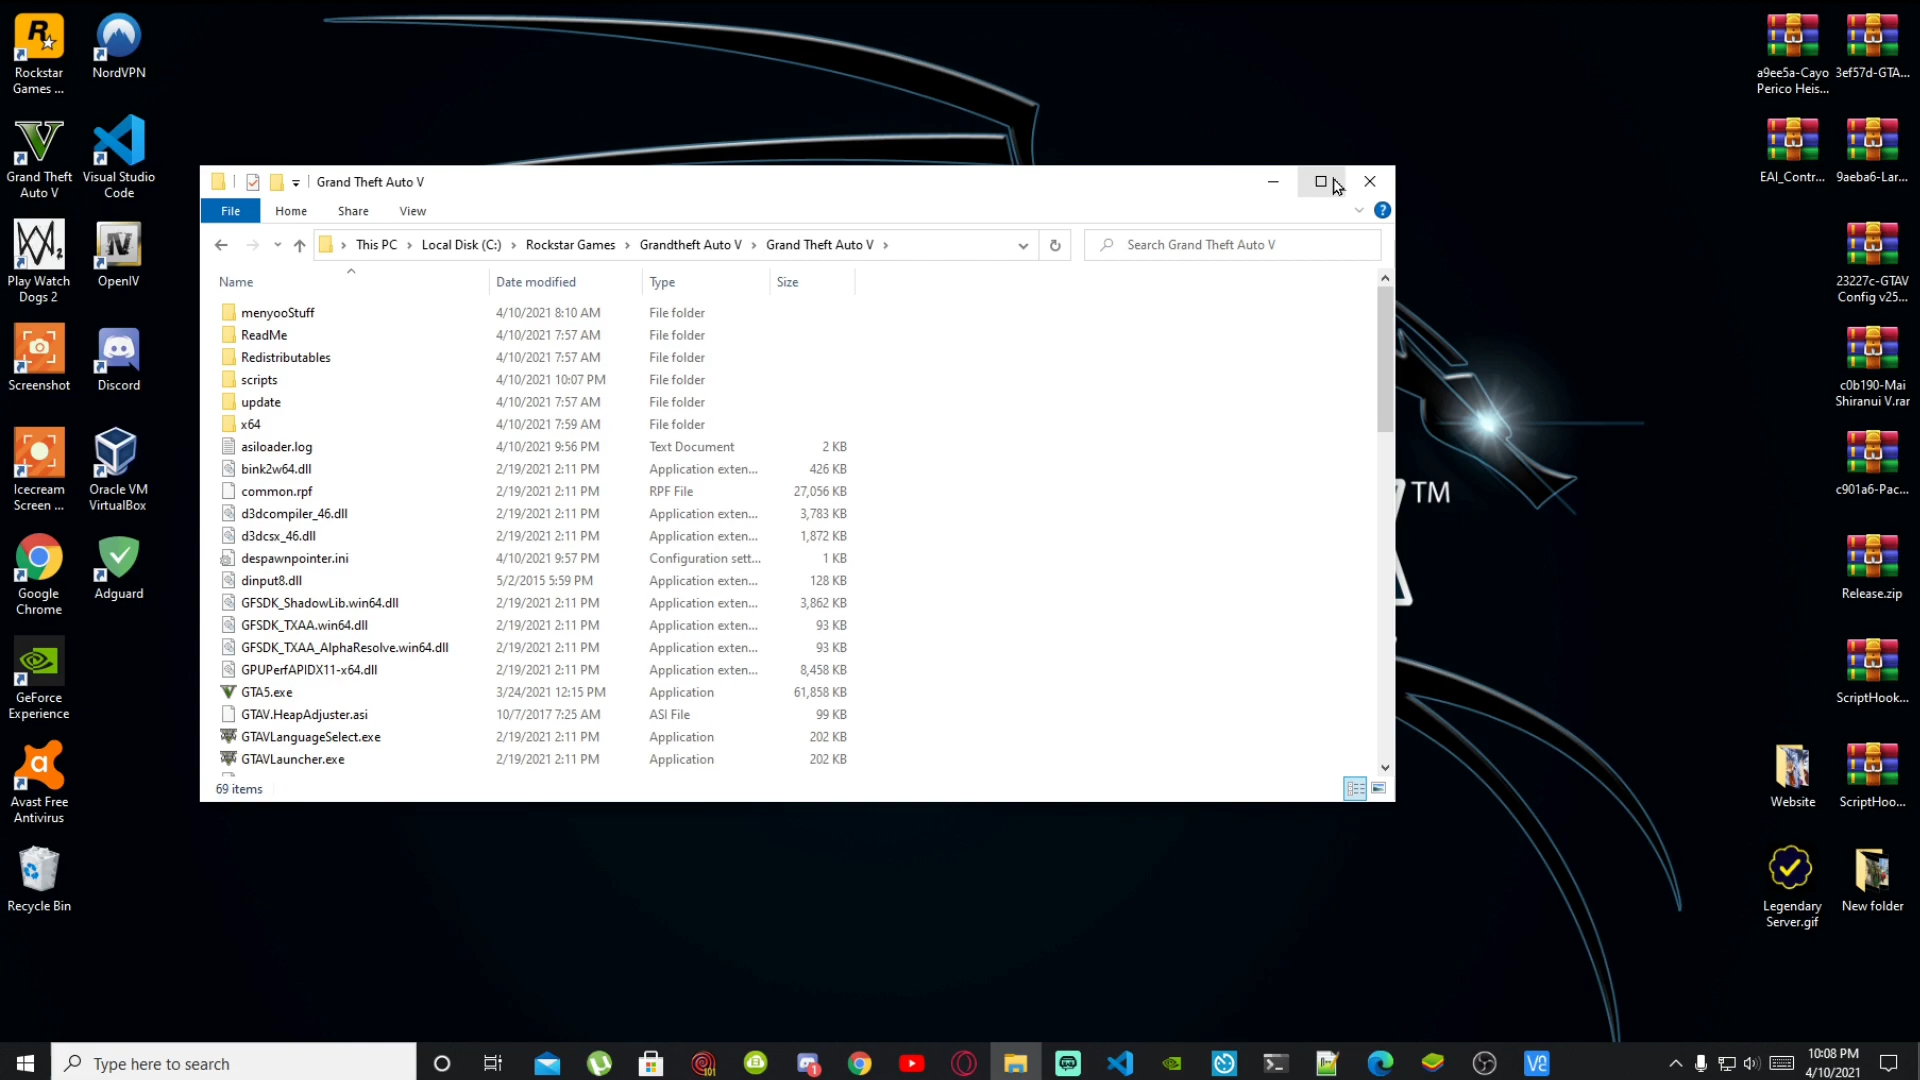 Rockstar
Games ...
NordVPN
Grand Theft
Auto V
Visual Studio
Code
Play Watch
Dogs 2
OpenIV
Screenshot
Discord
Icecream
Screen ...
Oracle VM
VirtualBox
Google
Chrome
Adguard
GeForce
Experience
Avast Free
Antivirus
Recycle Bin
Grand Theft Auto V
File
Home
Share
View
This PC
Local Disk (C:)
Rockstar Games
Grandtheft Auto V
Grand Theft Auto V
Search Grand Theft Auto V
Name Date modified Type Size
menyooStuff 4/10/2021 8:10 AM File folder
ReadMe 4/10/2021 7:57 AM File folder
Redistributables 4/10/2021 7:57 AM File folder
scripts 4/10/2021 10:07 PM File folder
update 4/10/2021 7:57 AM File folder
x64 4/10/2021 7:59 AM File folder
asiloader.log 4/10/2021 9:56 PM Text Document 2 KB
bink2w64.dll 2/19/2021 2:11 PM Application exten... 426 KB
common.rpf 2/19/2021 2:11 PM RPF File 27,056 KB
d3dcompiler_46.dll 2/19/2021 2:11 PM Application exten... 3,783 KB
d3dcsx_46.dll 2/19/2021 2:11 PM Application exten... 1,872 KB
despawnpointer.ini 4/10/2021 9:57 PM Configuration sett... 1 KB
dinput8.dll 5/2/2015 5:59 PM Application exten... 128 KB
GFSDK_ShadowLib.win64.dll 2/19/2021 2:11 PM Application exten... 3,862 KB
GFSDK_TXAA.win64.dll 2/19/2021 2:11 PM Application exten... 93 KB
GFSDK_TXAA_AlphaResolve.win64.dll 2/19/2021 2:11 PM Application exten... 93 KB
GPUPerfAPIDX11-x64.dll 2/19/2021 2:11 PM Application exten... 8,458 KB
GTA5.exe 3/24/2021 12:15 PM Application 61,858 KB
GTAV.HeapAdjuster.asi 10/7/2017 7:25 AM ASI File 99 KB
GTAVLanguageSelect.exe 2/19/2021 2:11 PM Application 202 KB
GTAVLauncher.exe 2/19/2021 2:11 PM Application 202 KB
69 items
TM
a9ee5a-Cayo
Perico Heis...
3ef57d-GTA...
EAI_Contr...
9aeba6-Lar...
23227c-GTAV
Config v25...
c0b190-Mai
Shiranui V.rar
c901a6-Pac...
Release.zip
ScriptHook...
Website
ScriptHoo...
Legendary
Server.gif
New folder
Type here to search
10:08 PM
4/10/2021